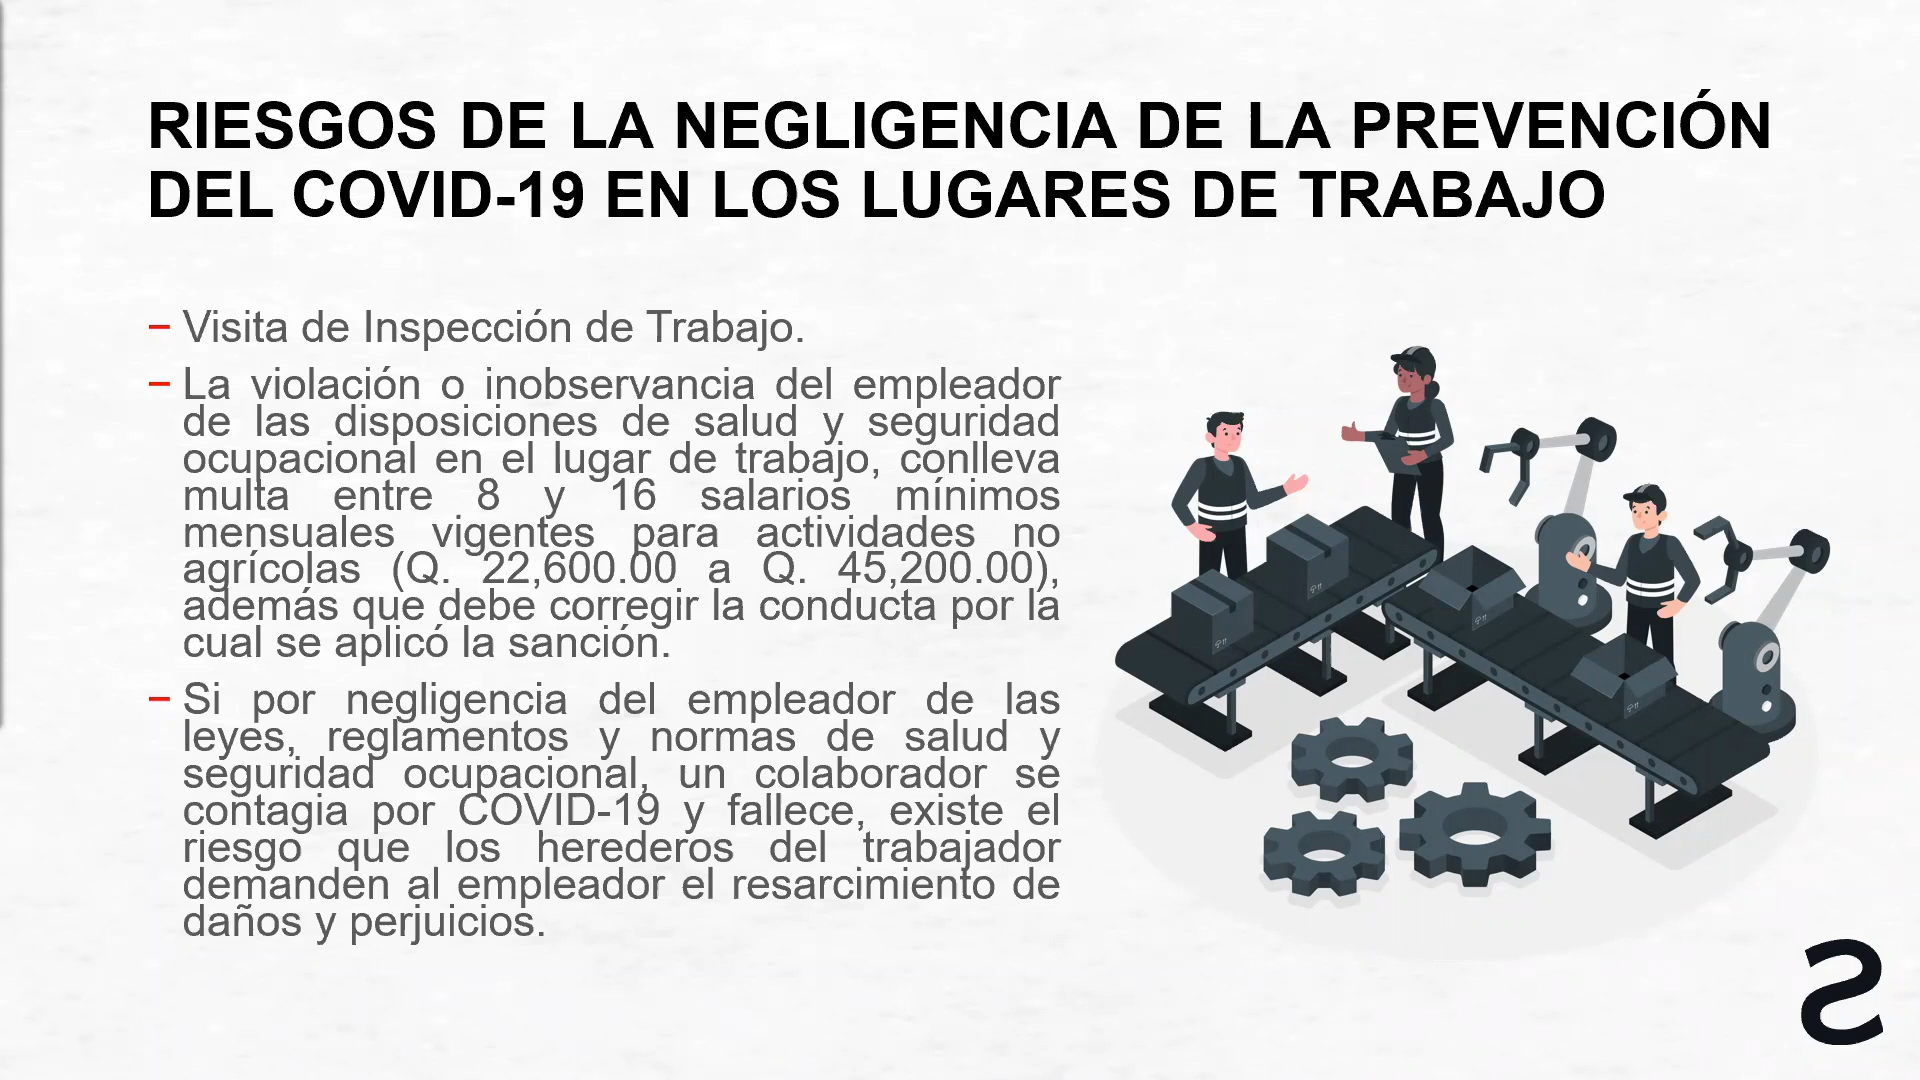 RIESGOS DE LA NEGLIGENCIA DE LA PREVENCIÓN
DEL COVID-19 EN LOS LUGARES DE TRABAJO
– Visita de Inspección de Trabajo.
– La violación o inobservancia del empleador
de las disposiciones de salud y seguridad
ocupacional en el lugar de trabajo, conlleva
multa entre 8 y 16 salarios mínimos
mensuales vigentes para actividades no
agrícolas (Q. 22,600.00 a Q. 45,200.00),
además que debe corregir la conducta por la
cual se aplicó la sanción.
– Si por negligencia del empleador de las
leyes, reglamentos y normas de salud y
seguridad ocupacional, un colaborador se
contagia por COVID-19 y fallece, existe el
riesgo que los herederos del trabajador
demanden al empleador el resarcimiento de
daños y perjuicios.